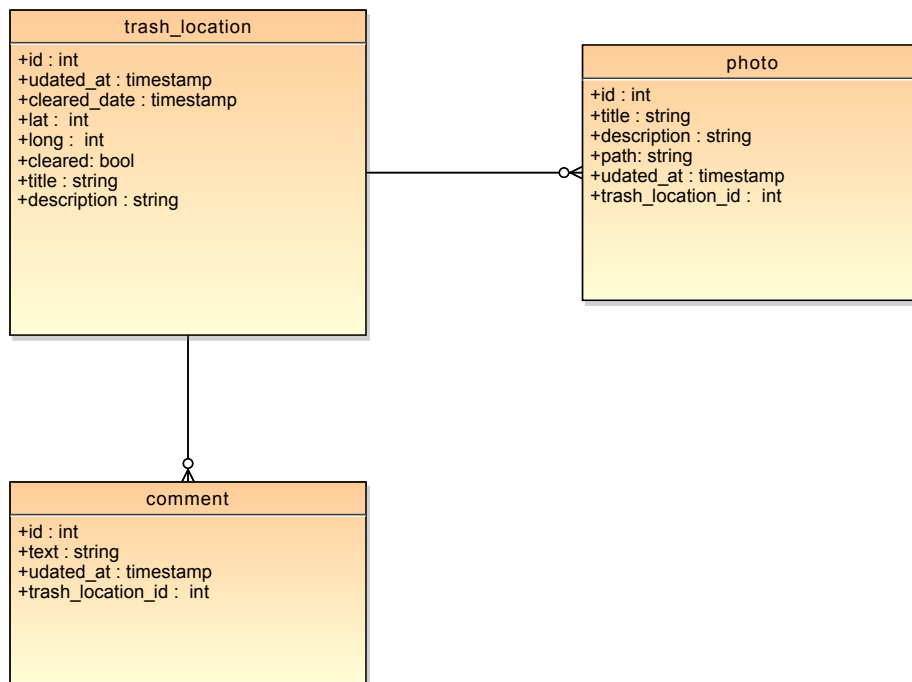 trash_location
+id : int
+udated_at : timestamp
+cleared_date : timestamp
+lat :  int
+long :  int
+cleared: bool
+title : string
+description : string
photo
+id : int
+title : string
+description : string
+path: string
+udated_at : timestamp
+trash_location_id :  int
comment
+id : int
+text : string
+udated_at : timestamp
+trash_location_id :  int